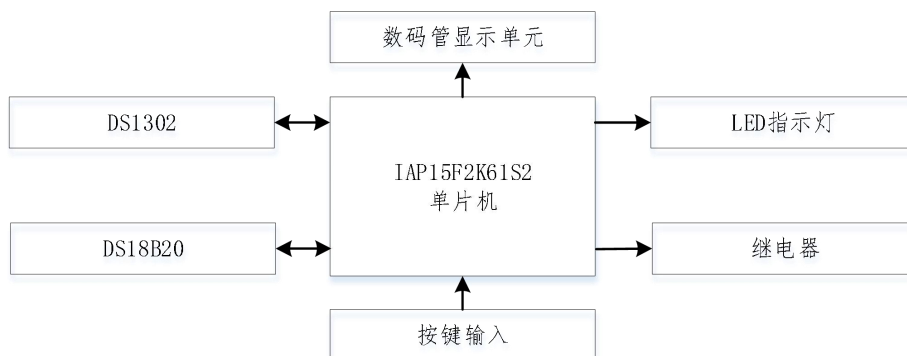 数码管显示单元
DS1302
IAP15F2K61S2
单片机
LED指示灯
DS18B20
继电器
按键输入